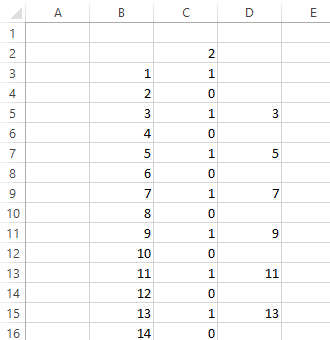 A B C D E
1
2 2
3 1 1
4 2 0
5 3 1 3
6 4 0
7 5 1 5
8 6 0
9 7 1 7
10 8 0
11 9 1 9
12 10 0
13 11 1 11
14 12 0
15 13 1 13
16 14 0